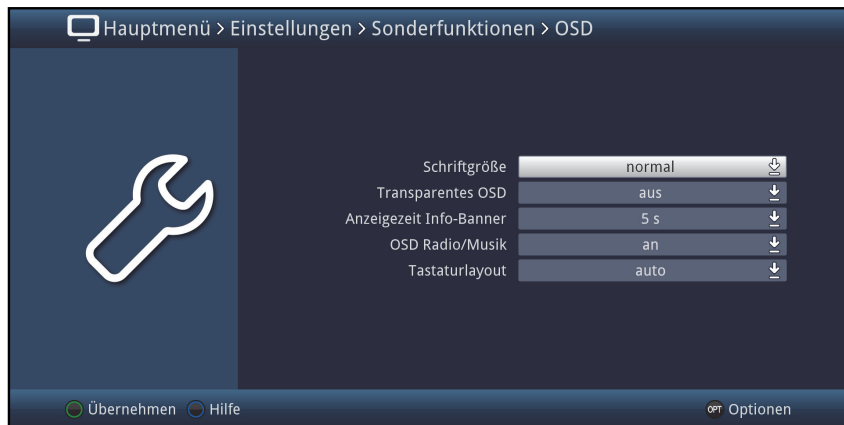 Hauptmenü > Einstellungen > Sonderfunktionen > OSD
Schriftgröße normal
Transparentes OSD aus
Anzeigezeit Info-Banner 5 s
OSD Radio/Musik an
Tastaturlayout auto
Übernehmen Hilfe OPT Optionen